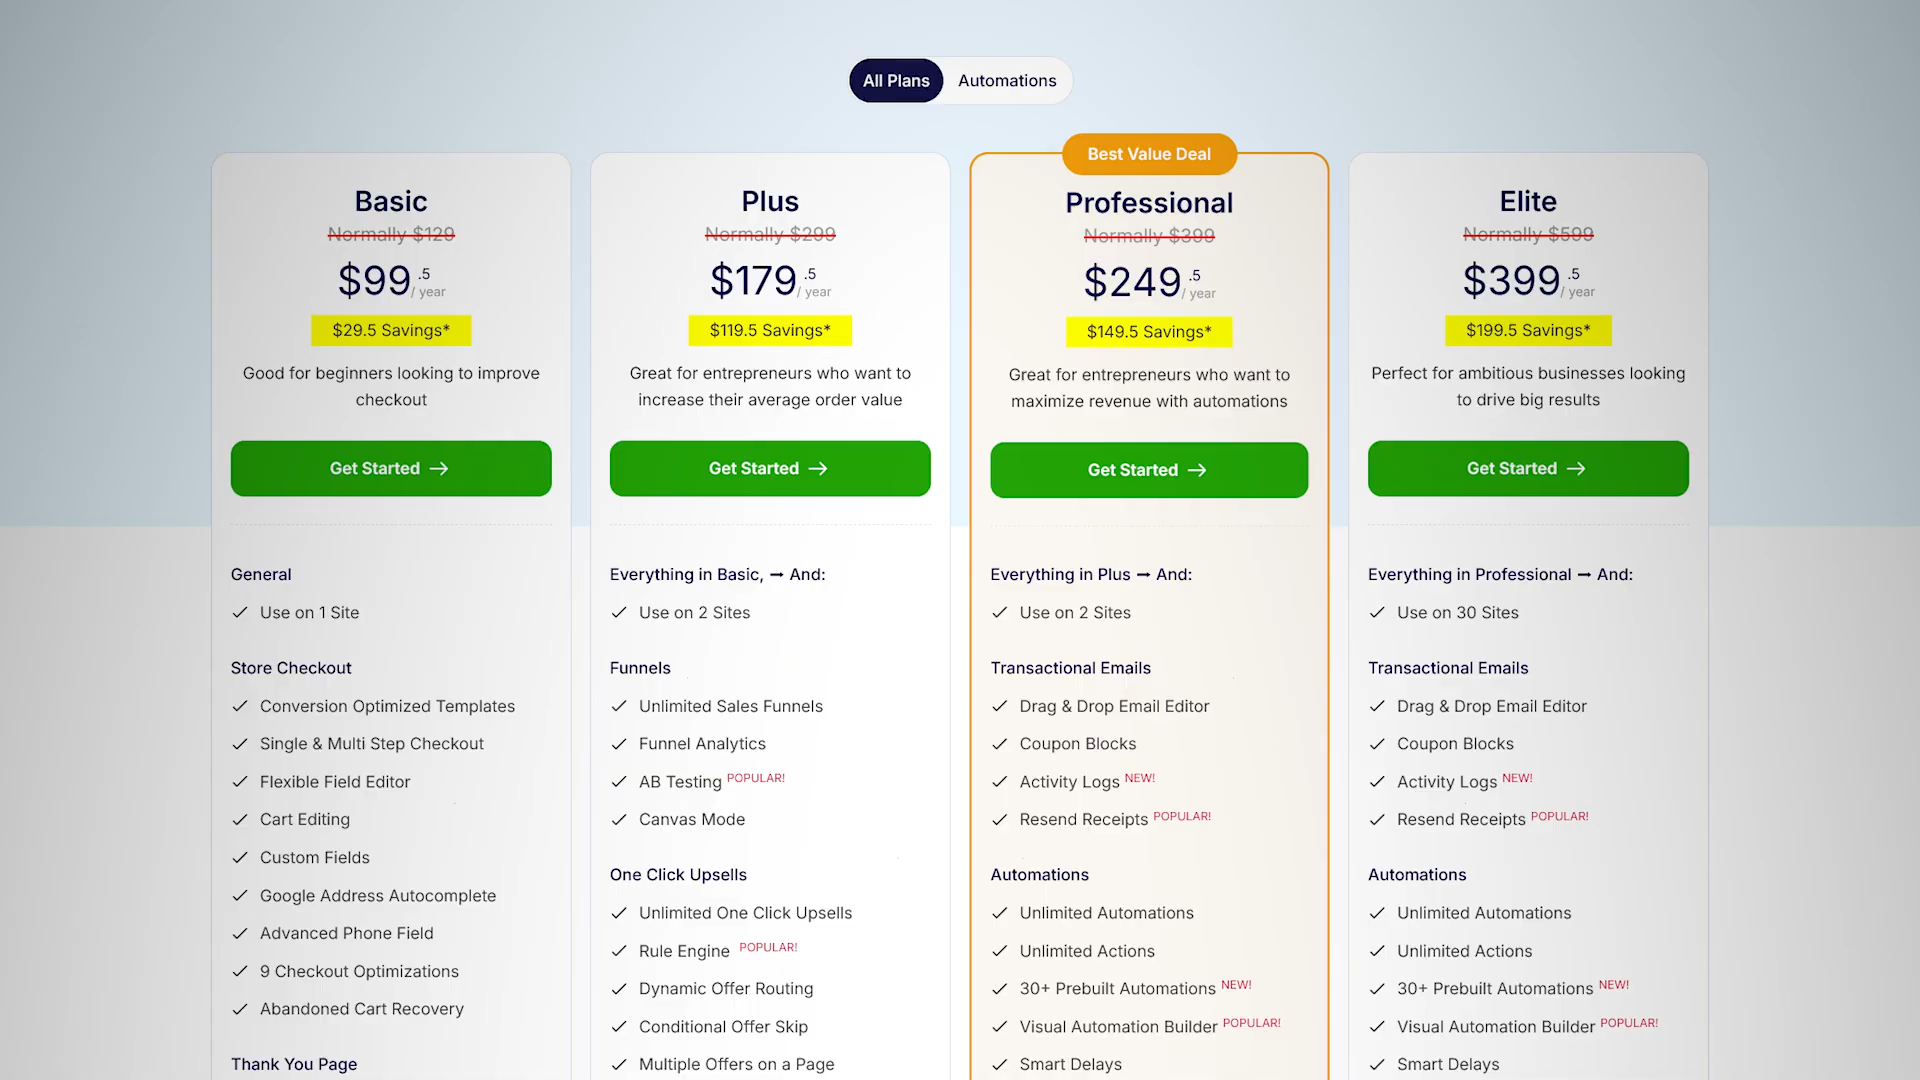 All Plans
Automations
Basic
Normally $129
$99.5 / year
$29.5 Savings*
Good for beginners looking to improve
checkout
Get Started →
General
✓ Use on 1 Site
Store Checkout
✓ Conversion Optimized Templates
✓ Single & Multi Step Checkout
✓ Flexible Field Editor
✓ Cart Editing
✓ Custom Fields
✓ Google Address Autocomplete
✓ Advanced Phone Field
✓ 9 Checkout Optimizations
✓ Abandoned Cart Recovery
Thank You Page
Plus
Normally $299
$179.5 / year
$119.5 Savings*
Great for entrepreneurs who want to
increase their average order value
Get Started →
Everything in Basic, → And:
✓ Use on 2 Sites
Funnels
✓ Unlimited Sales Funnels
✓ Funnel Analytics
✓ AB Testing POPULAR!
✓ Canvas Mode
One Click Upsells
✓ Unlimited One Click Upsells
✓ Rule Engine POPULAR!
✓ Dynamic Offer Routing
✓ Conditional Offer Skip
✓ Multiple Offers on a Page
Best Value Deal
Professional
Normally $399
$249.5 / year
$149.5 Savings*
Great for entrepreneurs who want to
maximize revenue with automations
Get Started →
Everything in Plus → And:
✓ Use on 2 Sites
Transactional Emails
✓ Drag & Drop Email Editor
✓ Coupon Blocks
✓ Activity Logs NEW!
✓ Resend Receipts POPULAR!
Automations
✓ Unlimited Automations
✓ Unlimited Actions
✓ 30+ Prebuilt Automations NEW!
✓ Visual Automation Builder POPULAR!
✓ Smart Delays
Elite
Normally $599
$399.5 / year
$199.5 Savings*
Perfect for ambitious businesses looking
to drive big results
Get Started →
Everything in Professional → And:
✓ Use on 30 Sites
Transactional Emails
✓ Drag & Drop Email Editor
✓ Coupon Blocks
✓ Activity Logs NEW!
✓ Resend Receipts POPULAR!
Automations
✓ Unlimited Automations
✓ Unlimited Actions
✓ 30+ Prebuilt Automations NEW!
✓ Visual Automation Builder POPULAR!
✓ Smart Delays